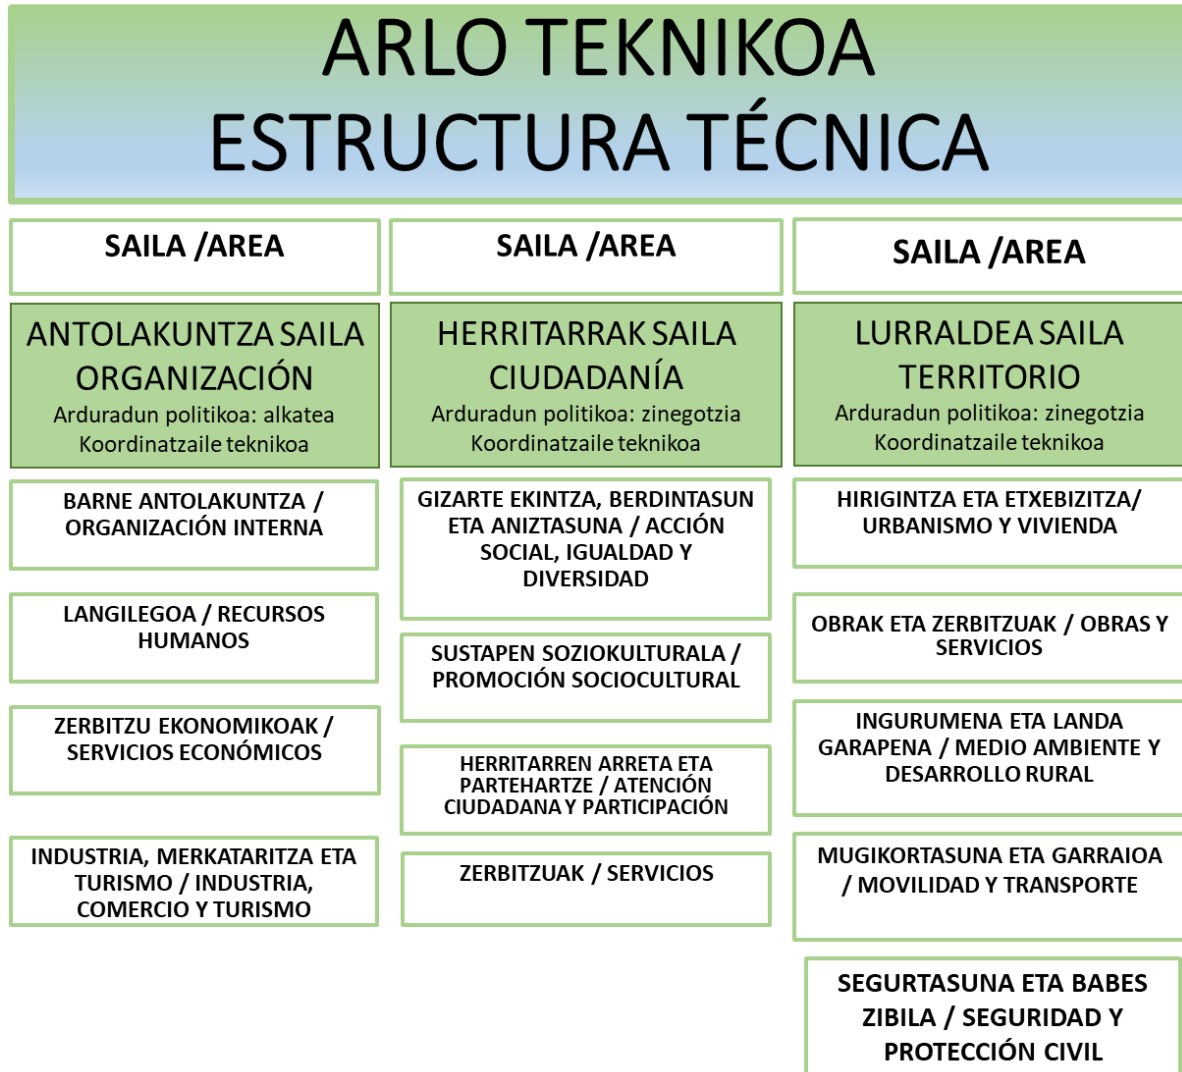 ARLO TEKNIKOA
ESTRUCTURA TÉCNICA
SAILA /AREA
ANTOLAKUNTZA SAILA
ORGANIZACIÓN
Arduradun politikoa: alkatea
Koordinatzaile teknikoa
BARNE ANTOLAKUNTZA /
ORGANIZACIÓN INTERNA
LANGILEGOA / RECURSOS
HUMANOS
ZERBITZU EKONOMIKOAK /
SERVICIOS ECONÓMICOS
INDUSTRIA, MERKATARITZA ETA
TURISMO / INDUSTRIA,
COMERCIO Y TURISMO
SAILA /AREA
HERRITARRAK SAILA
CIUDADANÍA
Arduradun politikoa: zinegotzia
Koordinatzaile teknikoa
GIZARTE EKINTZA, BERDINTASUN
ETA ANIZTASUNA / ACCIÓN
SOCIAL, IGUALDAD Y
DIVERSIDAD
SUSTAPEN SOZIOKULTURALA /
PROMOCIÓN SOCIOCULTURAL
HERRITARREN ARRETA ETA
PARTEHARTZE / ATENCIÓN
CIUDADANA Y PARTICIPACIÓN
ZERBITZUAK / SERVICIOS
SAILA /AREA
LURRALDEA SAILA
TERRITORIO
Arduradun politikoa: zinegotzia
Koordinatzaile teknikoa
HIRIGINTZA ETA ETXEBIZITZA/
URBANISMO Y VIVIENDA
OBRAK ETA ZERBITZUAK / OBRAS Y
SERVICIOS
INGURUMENA ETA LANDA
GARAPENA / MEDIO AMBIENTE Y
DESARROLLO RURAL
MUGIKORTASUNA ETA GARRAIOA
/ MOVILIDAD Y TRANSPORTE
SEGURTASUNA ETA BABES
ZIBILA / SEGURIDAD Y
PROTECCIÓN CIVIL